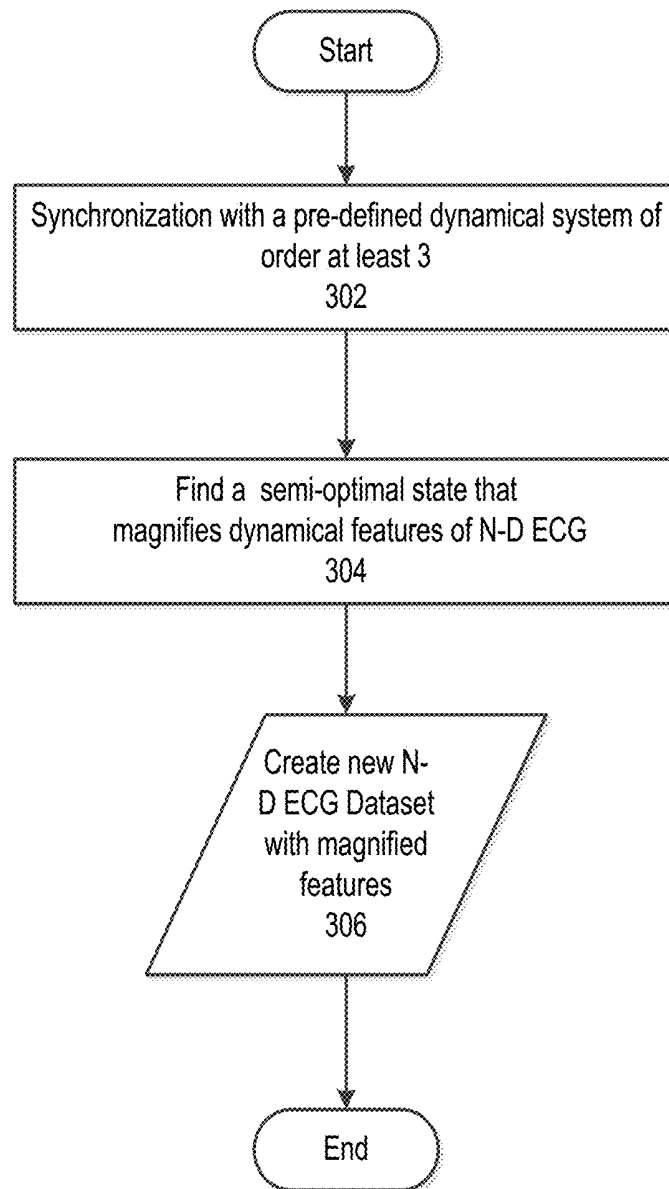 Start
Synchronization with a pre-defined dynamical system of
order at least 3
302
Find a semi-optimal state that
magnifies dynamical features of N-D ECG
304
Create new N-
D ECG Dataset
with magnified
features
306
End